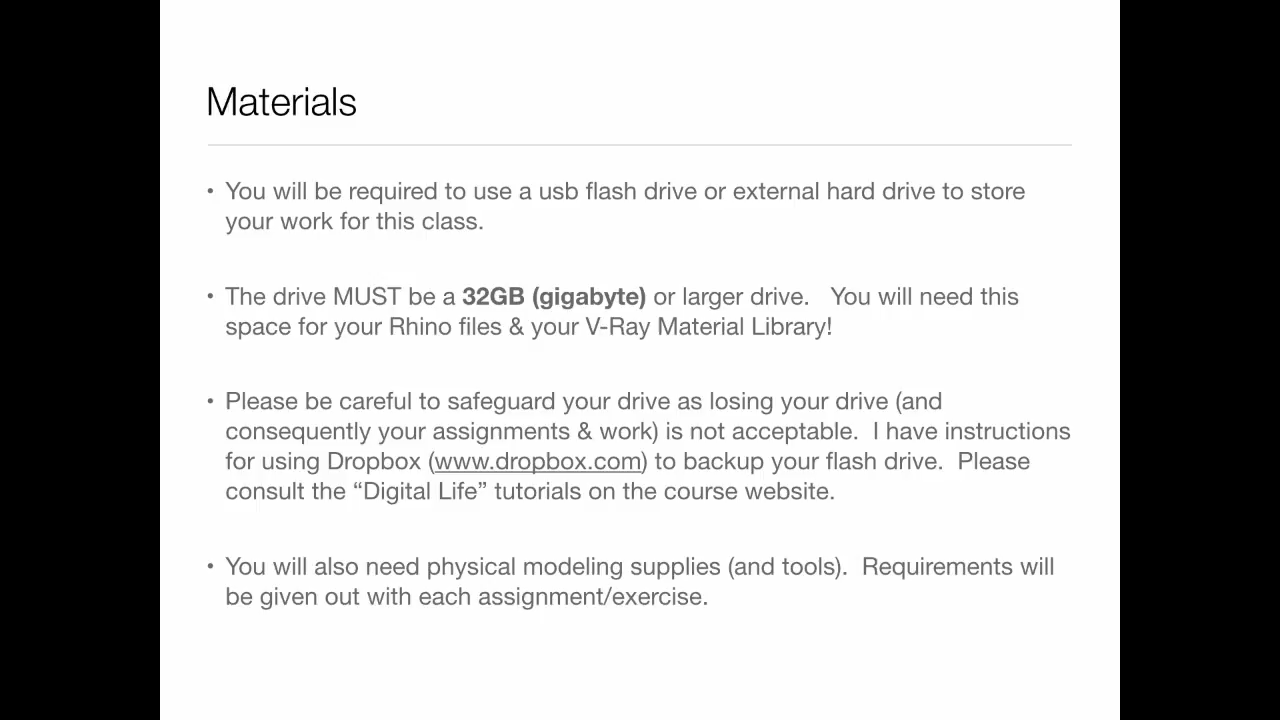 Materials
• You will be required to use a usb flash drive or external hard drive to store
your work for this class.
• The drive MUST be a 32GB (gigabyte) or larger drive.   You will need this
space for your Rhino files & your V-Ray Material Library!
• Please be careful to safeguard your drive as losing your drive (and
consequently your assignments & work) is not acceptable.  I have instructions
for using Dropbox (www.dropbox.com) to backup your flash drive.  Please
consult the “Digital Life” tutorials on the course website.
• You will also need physical modeling supplies (and tools).  Requirements will
be given out with each assignment/exercise.